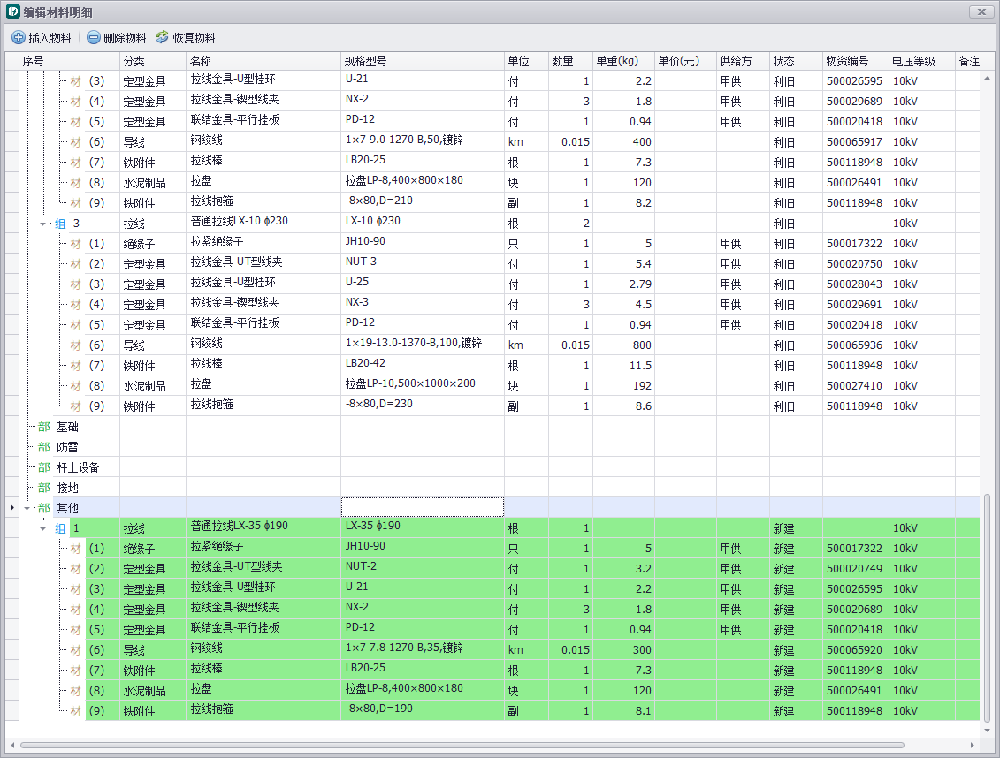 编辑材料明细
插入物料 删除物料 恢复物料
序号 分类 名称 规格型号 单位 数量 单重(kg) 单价(元) 供给方 状态 物资编号 电压等级 备注
材 (3) 定型金具 拉线金具-U型挂环 U-21 付 1 2.2 甲供 利旧 500026595 10kV
材 (4) 定型金具 拉线金具-锲型线夹 NX-2 付 3 1.8 甲供 利旧 500029689 10kV
材 (5) 定型金具 联结金具-平行挂板 PD-12 付 1 0.94 甲供 利旧 500020418 10kV
材 (6) 导线 钢绞线 1×7-9.0-1270-B,50,镀锌 km 0.015 400 利旧 500065917 10kV
材 (7) 铁附件 拉线棒 LB20-25 根 1 7.3 利旧 500118948 10kV
材 (8) 水泥制品 拉盘 拉盘LP-8,400×800×180 块 1 120 利旧 500026491 10kV
材 (9) 铁附件 拉线抱箍 -8×80,D=210 副 1 8.2 利旧 500118948 10kV
组 3 拉线 普通拉线LX-10 ϕ230 LX-10 ϕ230 根 2 利旧 10kV
材 (1) 绝缘子 拉紧绝缘子 JH10-90 只 1 5 甲供 利旧 500017322 10kV
材 (2) 定型金具 拉线金具-UT型线夹 NUT-3 付 1 5.4 甲供 利旧 500020750 10kV
材 (3) 定型金具 拉线金具-U型挂环 U-25 付 1 2.79 甲供 利旧 500028043 10kV
材 (4) 定型金具 拉线金具-锲型线夹 NX-3 付 3 4.5 甲供 利旧 500029691 10kV
材 (5) 定型金具 联结金具-平行挂板 PD-12 付 1 0.94 甲供 利旧 500020418 10kV
材 (6) 导线 钢绞线 1×19-13.0-1370-B,100,镀锌 km 0.015 800 利旧 500065936 10kV
材 (7) 铁附件 拉线棒 LB20-42 根 1 11.5 利旧 500118948 10kV
材 (8) 水泥制品 拉盘 拉盘LP-10,500×1000×200 块 1 192 利旧 500027410 10kV
材 (9) 铁附件 拉线抱箍 -8×80,D=230 副 1 8.6 利旧 500118948 10kV
部 基础
部 防雷
部 杆上设备
部 接地
部 其他
组 1 拉线 普通拉线LX-35 ϕ190 LX-35 ϕ190 根 1 新建 10kV
材 (1) 绝缘子 拉紧绝缘子 JH10-90 只 1 5 甲供 新建 500017322 10kV
材 (2) 定型金具 拉线金具-UT型线夹 NUT-2 付 1 3.2 甲供 新建 500020749 10kV
材 (3) 定型金具 拉线金具-U型挂环 U-21 付 1 2.2 甲供 新建 500026595 10kV
材 (4) 定型金具 拉线金具-锲型线夹 NX-2 付 3 1.8 甲供 新建 500029689 10kV
材 (5) 定型金具 联结金具-平行挂板 PD-12 付 1 0.94 甲供 新建 500020418 10kV
材 (6) 导线 钢绞线 1×7-7.8-1270-B,35,镀锌 km 0.015 300 新建 500065920 10kV
材 (7) 铁附件 拉线棒 LB20-25 根 1 7.3 新建 500118948 10kV
材 (8) 水泥制品 拉盘 拉盘LP-8,400×800×180 块 1 120 新建 500026491 10kV
材 (9) 铁附件 拉线抱箍 -8×80,D=190 副 1 8.1 新建 500118948 10kV